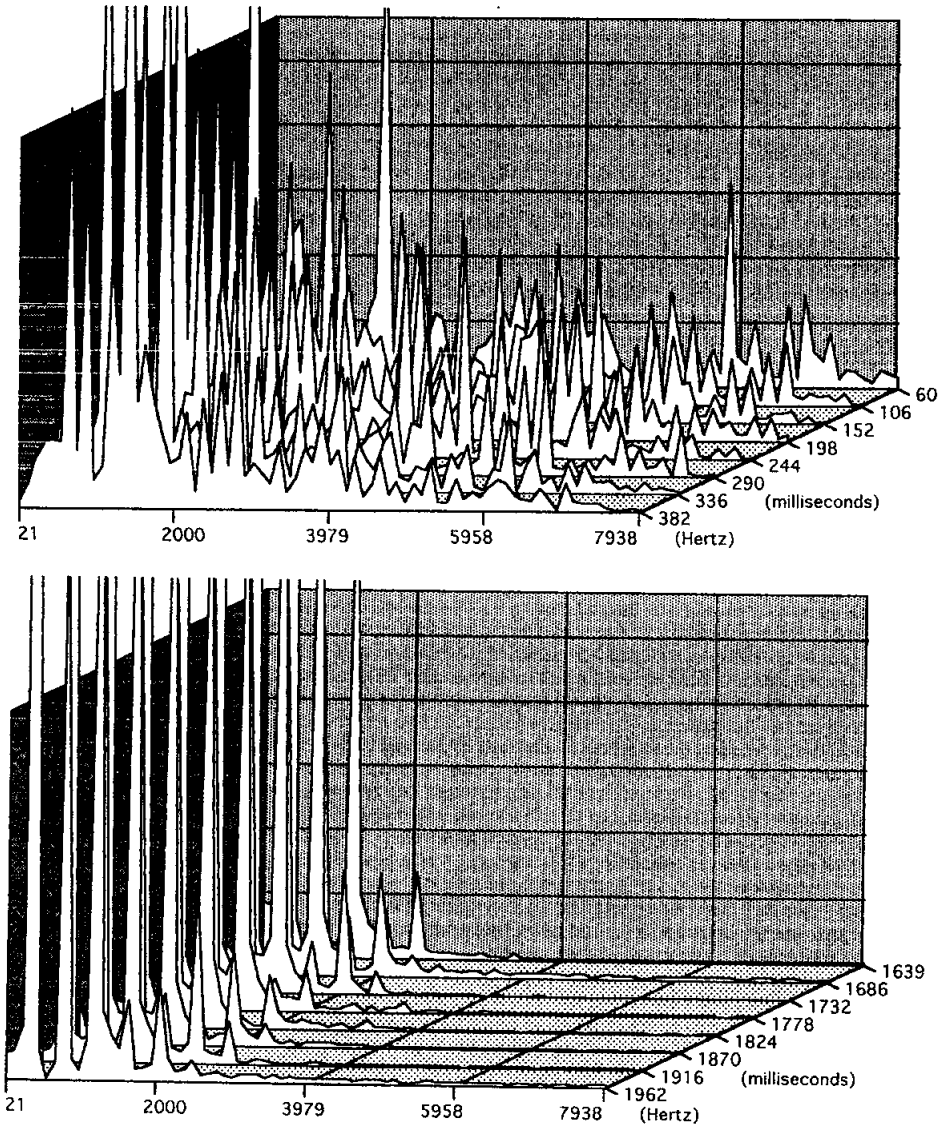 60
106
152
198
244
290
336 (milliseconds)
382 (Hertz)
21 2000 3979 5958 7938
1639
1686
1732
1778
1824
1870
1916 (milliseconds)
1962 (Hertz)
21 2000 3979 5958 7938